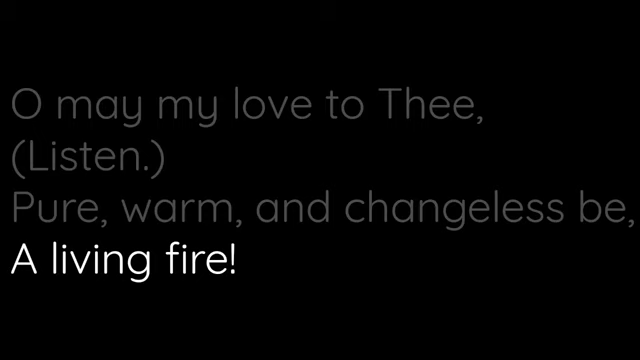 O may my love to Thee,
(Listen.)
Pure, warm, and changeless be,
A living fire!